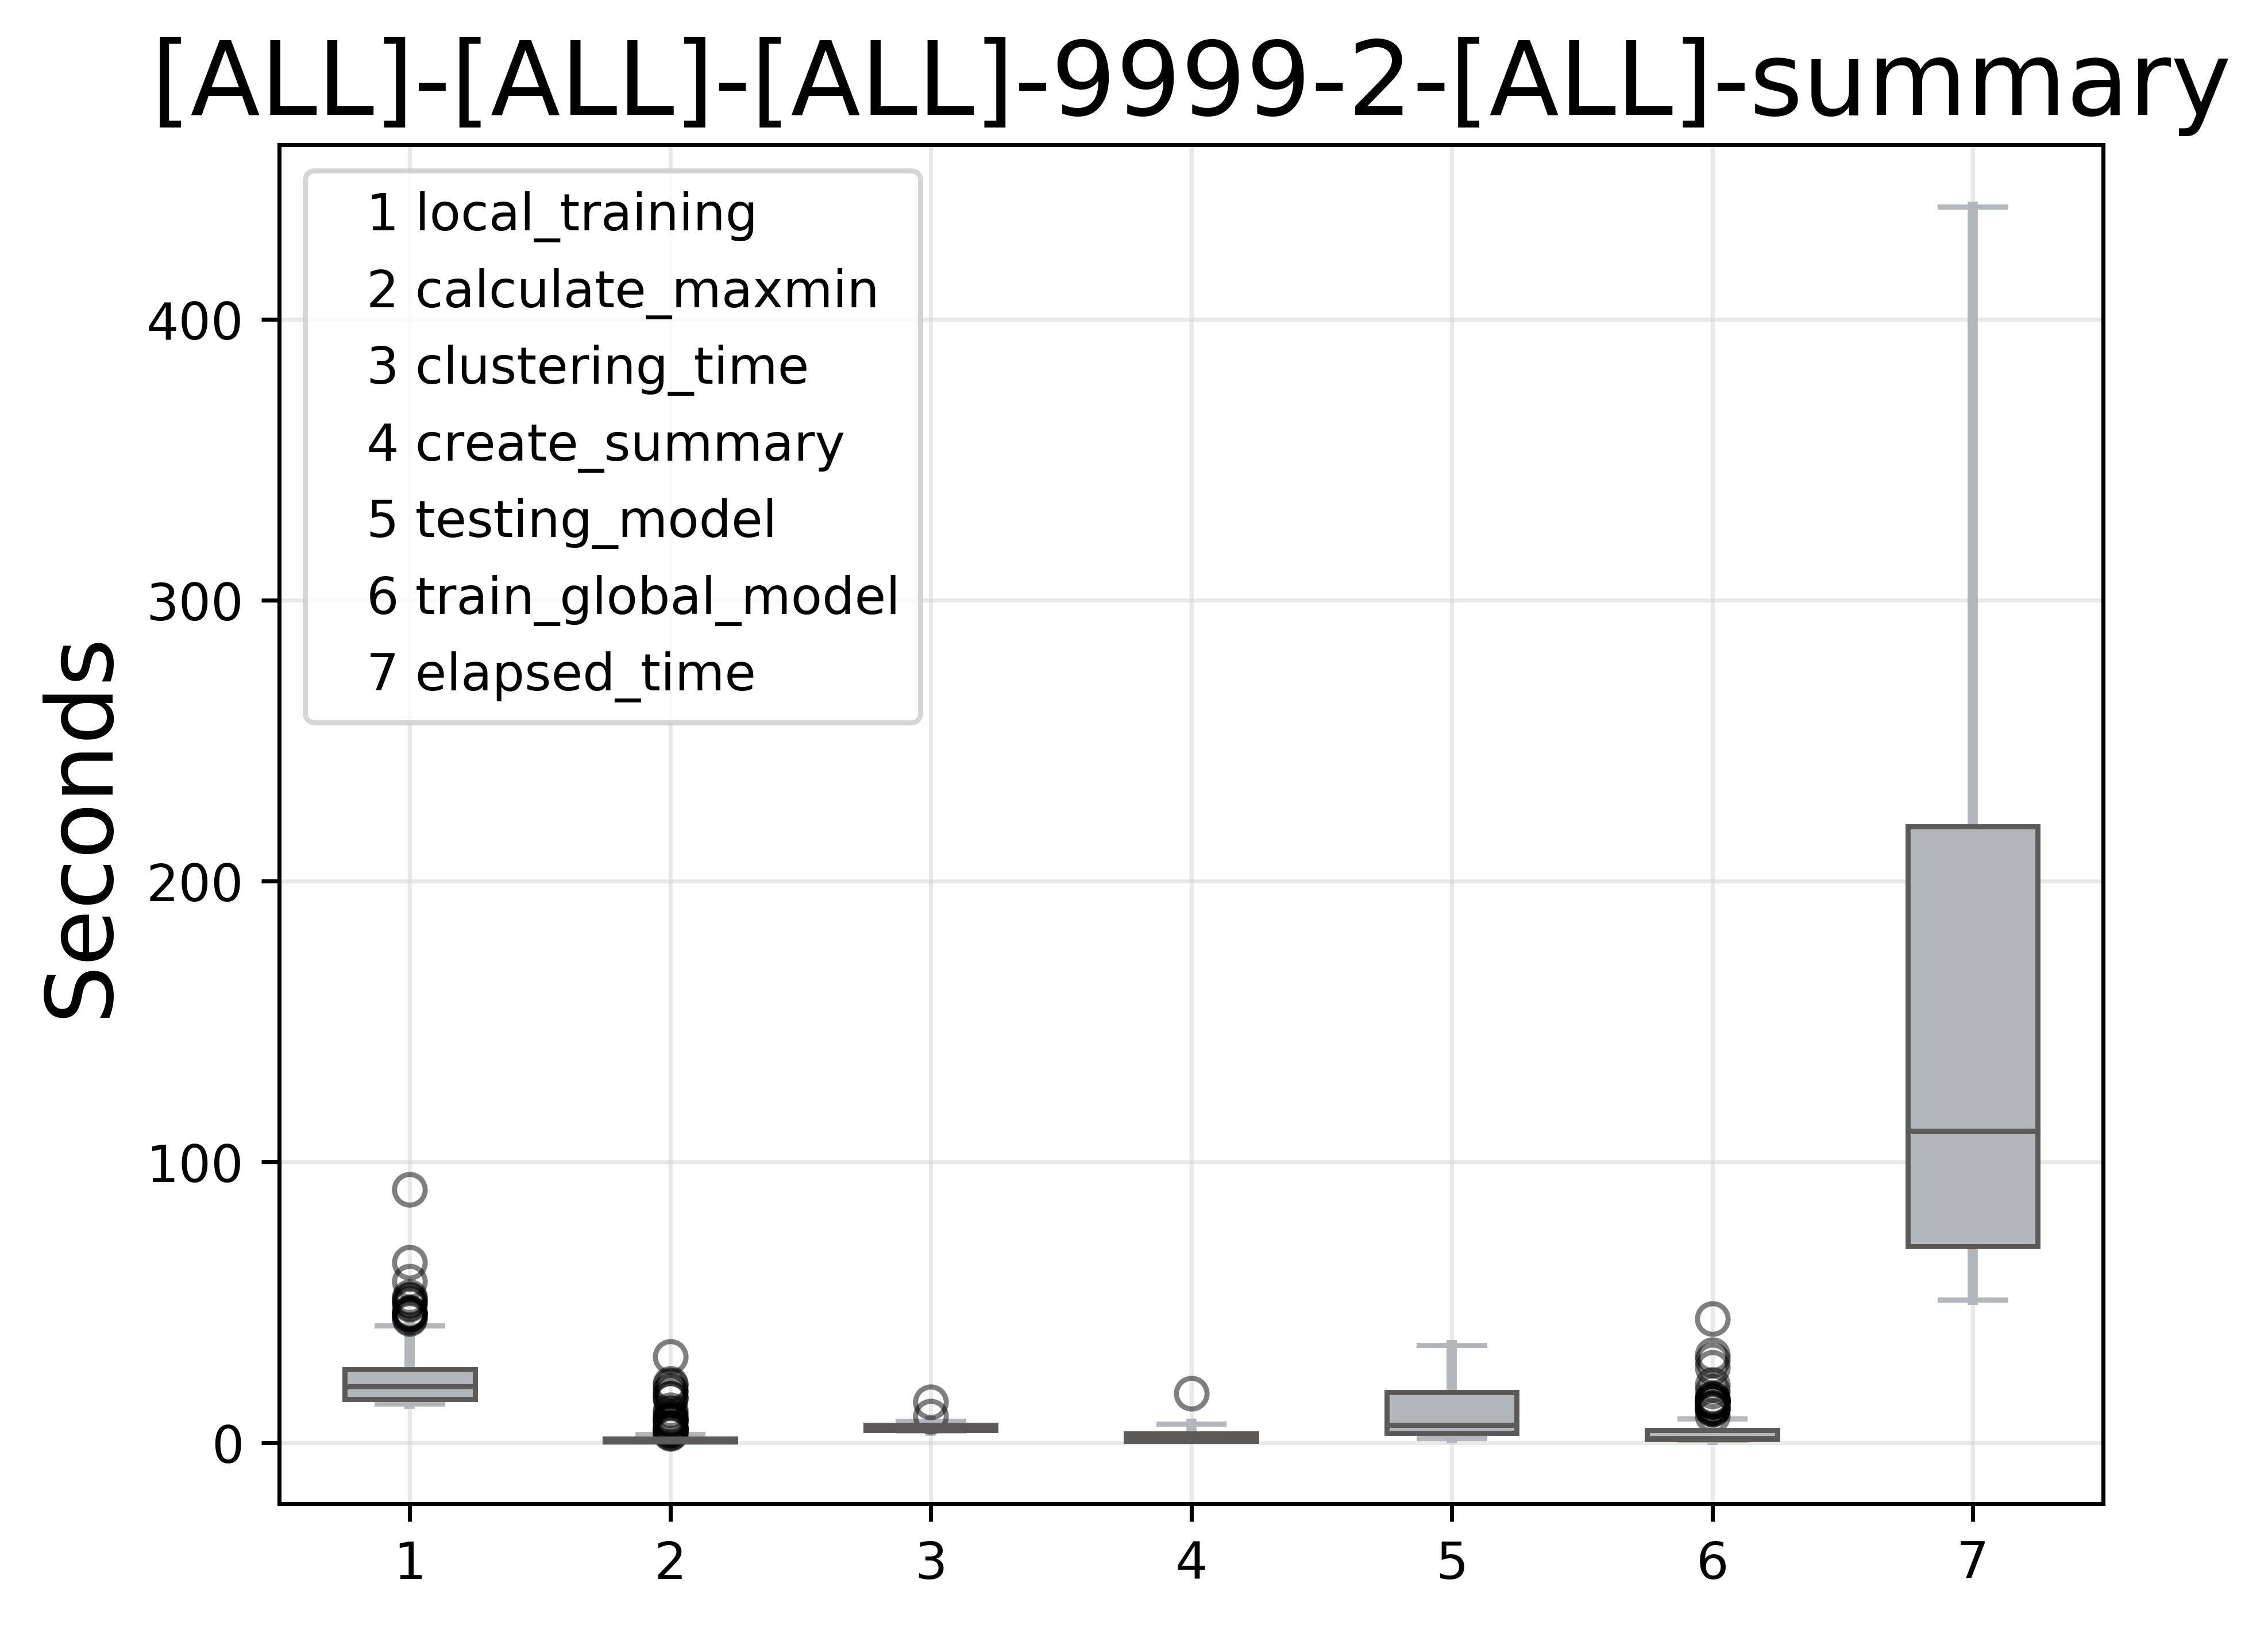 [ALL]-[ALL]-[ALL]-9999-2-[ALL]-summary
1 local_training
2 calculate_maxmin
3 clustering_time
4 create_summary
5 testing_model
6 train_global_model
7 elapsed_time
Seconds
400
300
200
100
0
1 2 3 4 5 6 7